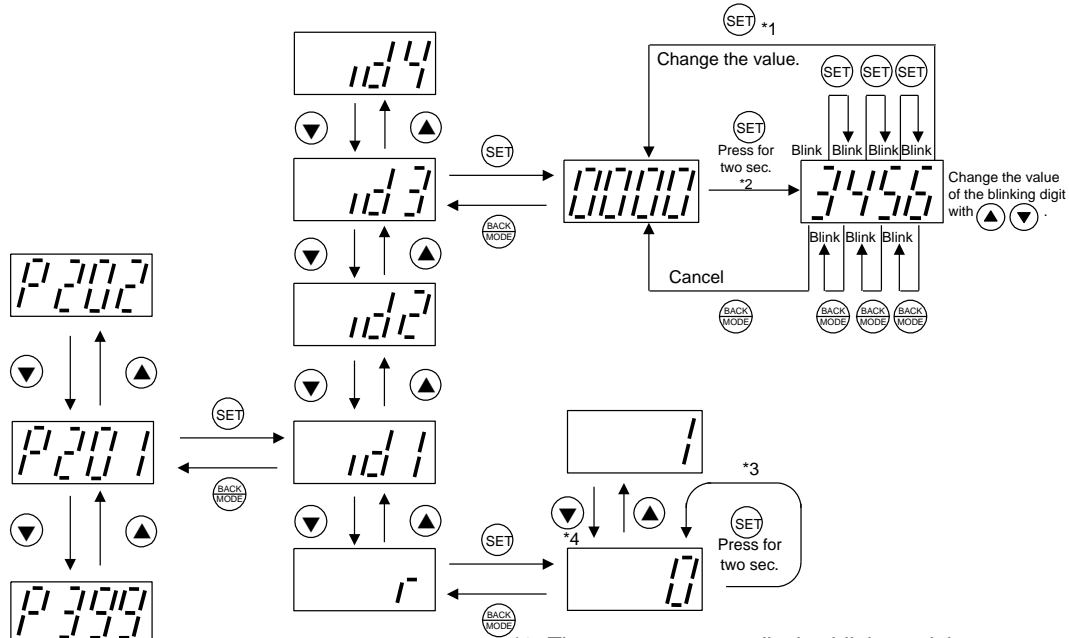 SET *1
Change the value.
SET SET SET
id4
SET
Press for
two sec.
*2
Blink Blink Blink Blink
SET
id3
0000
3456
Change the value
of the blinking digit
with ▲ ▼ .
BACK
MODE
Blink Blink Blink
P202
Cancel
id2
BACK
MODE
BACK
MODE
BACK
MODE
BACK
MODE
SET
P201
id1
1
BACK
MODE
*3
*4
SET
SET
Press for
two sec.
r
0
P399
BACK
MODE